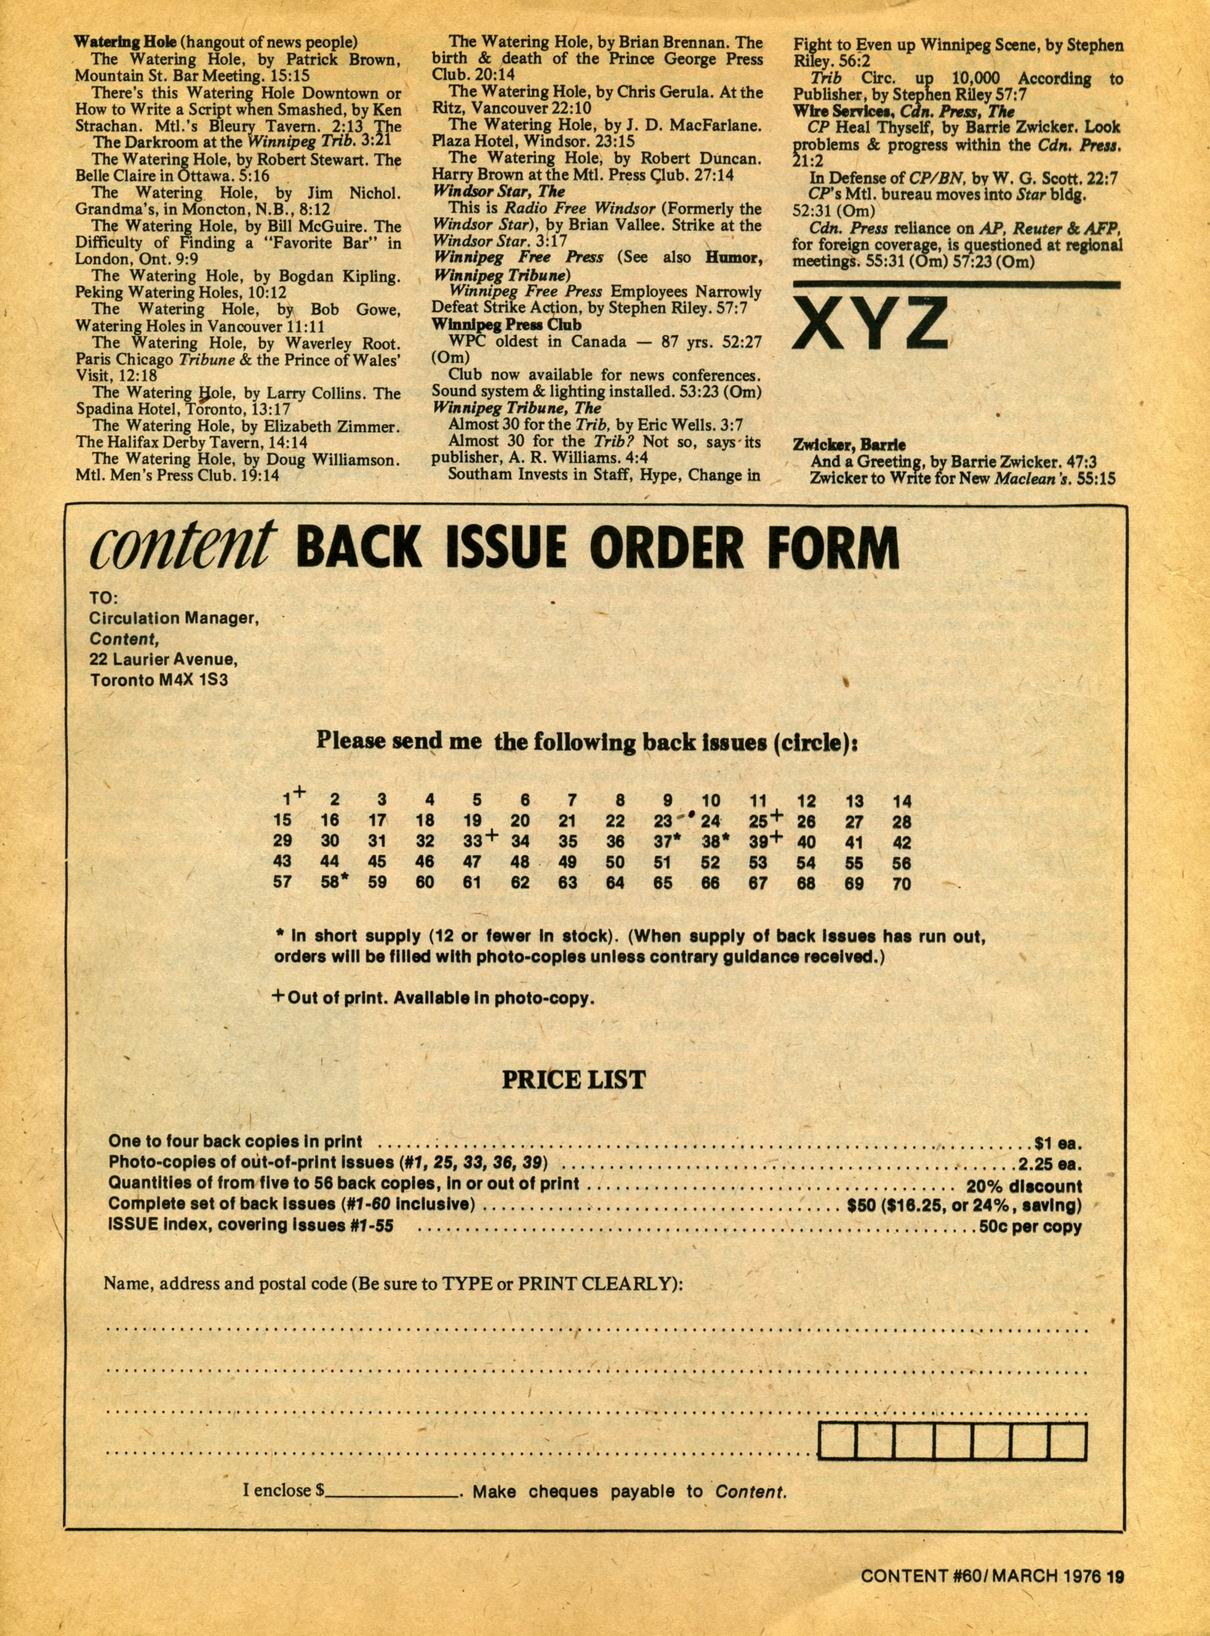 Watering Hole (hangout of news people)
The Watering Hole, by Patrick Brown,
Mountain St. Bar Meeting. 15:15
There's this Watering Hole Downtown or
How to Write a Script when Smashed, by Ken
Strachan. Mtl.'s Bleury Tavern. 2:13 The
The Darkroom at the Winnipeg Trib. 3:21
The Watering Hole, by Robert Stewart. The
Belle Claire in Ottawa. 5:16
The Watering Hole, by Jim Nichol.
Grandma's, in Moncton, N.B., 8:12
The Watering Hole, by Bill McGuire. The
Difficulty of Finding a "Favorite Bar" in
London, Ont. 9:9
The Watering Hole, by Bogdan Kipling.
Peking Watering Holes, 10:12
The Watering Hole, by Bob Gowe,
Watering Holes in Vancouver 11:11
The Watering Hole, by Waverley Root.
Paris Chicago Tribune & the Prince of Wales'
Visit, 12:18
The Watering Hole, by Larry Collins. The
Spadina Hotel, Toronto, 13:17
The Watering Hole, by Elizabeth Zimmer.
The Halifax Derby Tavern, 14:14
The Watering Hole, by Doug Williamson.
Mtl. Men's Press Club. 19:14
The Watering Hole, by Brian Brennan. The
birth & death of the Prince George Press
Club. 20:14
The Watering Hole, by Chris Gerula. At the
Ritz, Vancouver 22:10
The Watering Hole, by J. D. MacFarlane.
Plaza Hotel, Windsor. 23:15
The Watering Hole, by Robert Duncan.
Harry Brown at the Mtl. Press Club. 27:14
Windsor Star, The
This is Radio Free Windsor (Formerly the
Windsor Star), by Brian Vallee. Strike at the
Windsor Star. 3:17
Winnipeg Free Press (See also Humor,
Winnipeg Tribune)
Winnipeg Free Press Employees Narrowly
Defeat Strike Action, by Stephen Riley. 57:7
Winnipeg Press Club
WPC oldest in Canada — 87 yrs. 52:27
(Om)
Club now available for news conferences.
Sound system & lighting installed. 53:23 (Om)
Winnipeg Tribune, The
Almost 30 for the Trib, by Eric Wells. 3:7
Almost 30 for the Trib? Not so, says its
publisher, A. R. Williams. 4:4
Southam Invests in Staff, Hype, Change in
Fight to Even up Winnipeg Scene, by Stephen
Riley. 56:2
Trib Circ. up 10,000 According to
Publisher, by Stephen Riley 57:7
Wire Services, Cdn. Press, The
CP Heal Thyself, by Barrie Zwicker. Look
problems & progress within the Cdn. Press.
21:2
In Defense of CP/BN, by W. G. Scott. 22:7
CP's Mtl. bureau moves into Star bldg.
52:31 (Om)
Cdn. Press reliance on AP, Reuter & AFP,
for foreign coverage, is questioned at regional
meetings. 55:31 (Om) 57:23 (Om)
XYZ
Zwicker, Barrie
And a Greeting, by Barrie Zwicker. 47:3
Zwicker to Write for New Maclean's. 55:15
content BACK ISSUE ORDER FORM
TO:
Circulation Manager,
Content,
22 Laurier Avenue,
Toronto M4X 1S3
Please send me the following back issues (circle):
1+ 2 3 4 5 6 7 8 9 10 11 12 13 14
15 16 17 18 19 20 21 22 23 24 25+ 26 27 28
29 30 31 32 33+ 34 35 36 37* 38* 39+ 40 41 42
43 44 45 46 47 48 49 50 51 52 53 54 55 56
57 58* 59 60 61 62 63 64 65 66 67 68 69 70
* In short supply (12 or fewer in stock). (When supply of back issues has run out,
orders will be filled with photo-copies unless contrary guidance received.)
+Out of print. Available in photo-copy.
PRICE LIST
One to four back copies in print ........ $1 ea.
Photo-copies of out-of-print issues (#1, 25, 33, 36, 39) ........ 2.25 ea.
Quantities of from five to 56 back copies, in or out of print ........ 20% discount
Complete set of back issues (#1-60 inclusive) ........ $50 ($16.25, or 24%, saving)
ISSUE index, covering issues #1-55 ........ 50c per copy
Name, address and postal code (Be sure to TYPE or PRINT CLEARLY):
I enclose $____________. Make cheques payable to Content.
CONTENT #60/ MARCH 1976 19